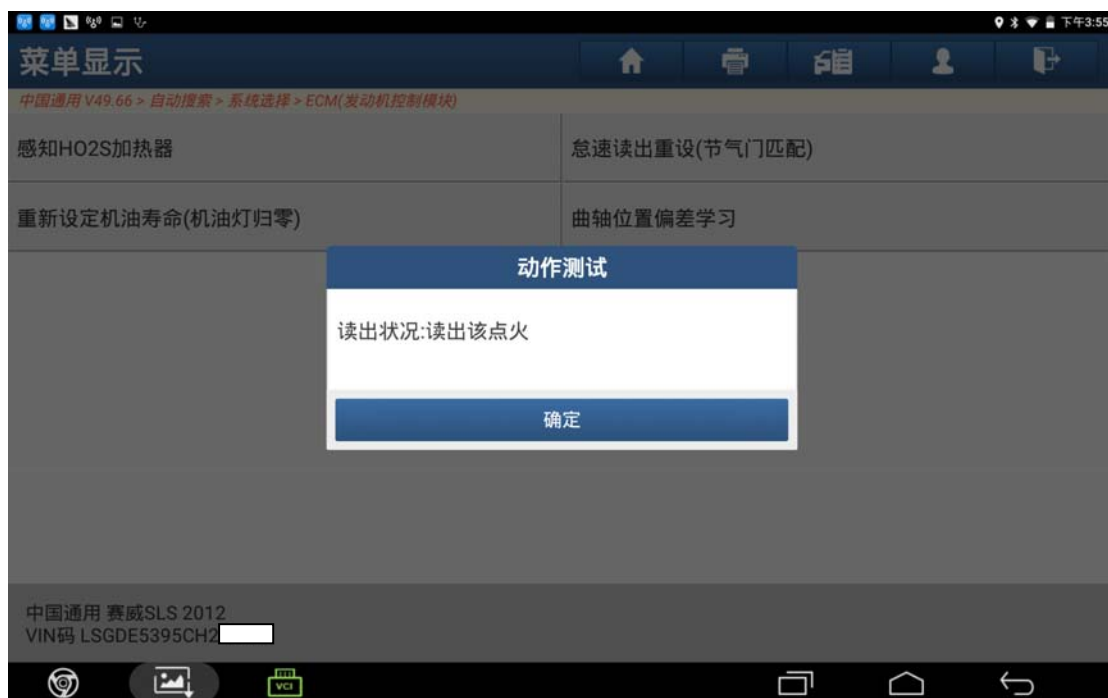 下午3:55
菜单显示
中国通用 V49.66 > 自动搜索 > 系统选择 > ECM(发动机控制模块)
感知HO2S加热器
怠速读出重设(节气门匹配)
重新设定机油寿命(机油灯归零)
曲轴位置偏差学习
动作测试
读出状况:读出该点火
确定
中国通用 赛威SLS 2012
VIN码 LSGDE5395CH2
VCI